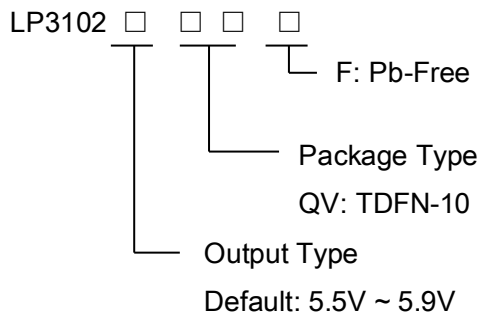 LP3102 □ □ □ □
F: Pb-Free
Package Type
QV: TDFN-10
Output Type
Default: 5.5V ~ 5.9V